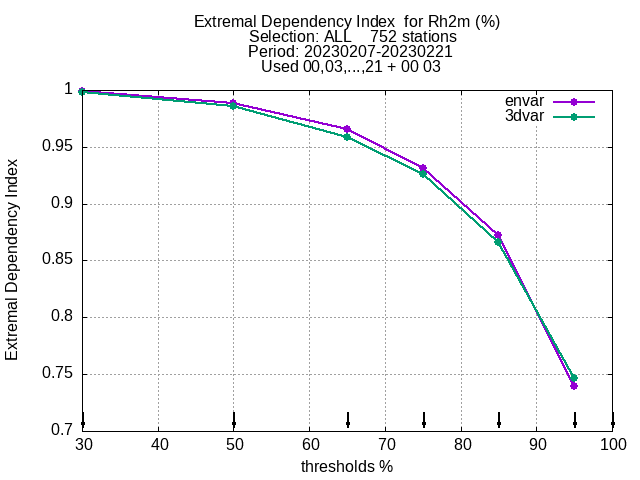 Extremal Dependency Index  for Rh2m (%)
Selection: ALL    752 stations
Period: 20230207-20230221
Used 00,03,...,21 + 00 03
envar
3dvar
1
0.95
0.9
0.85
0.8
0.75
0.7
Extremal Dependency Index
30 40 50 60 70 80 90 100
thresholds %